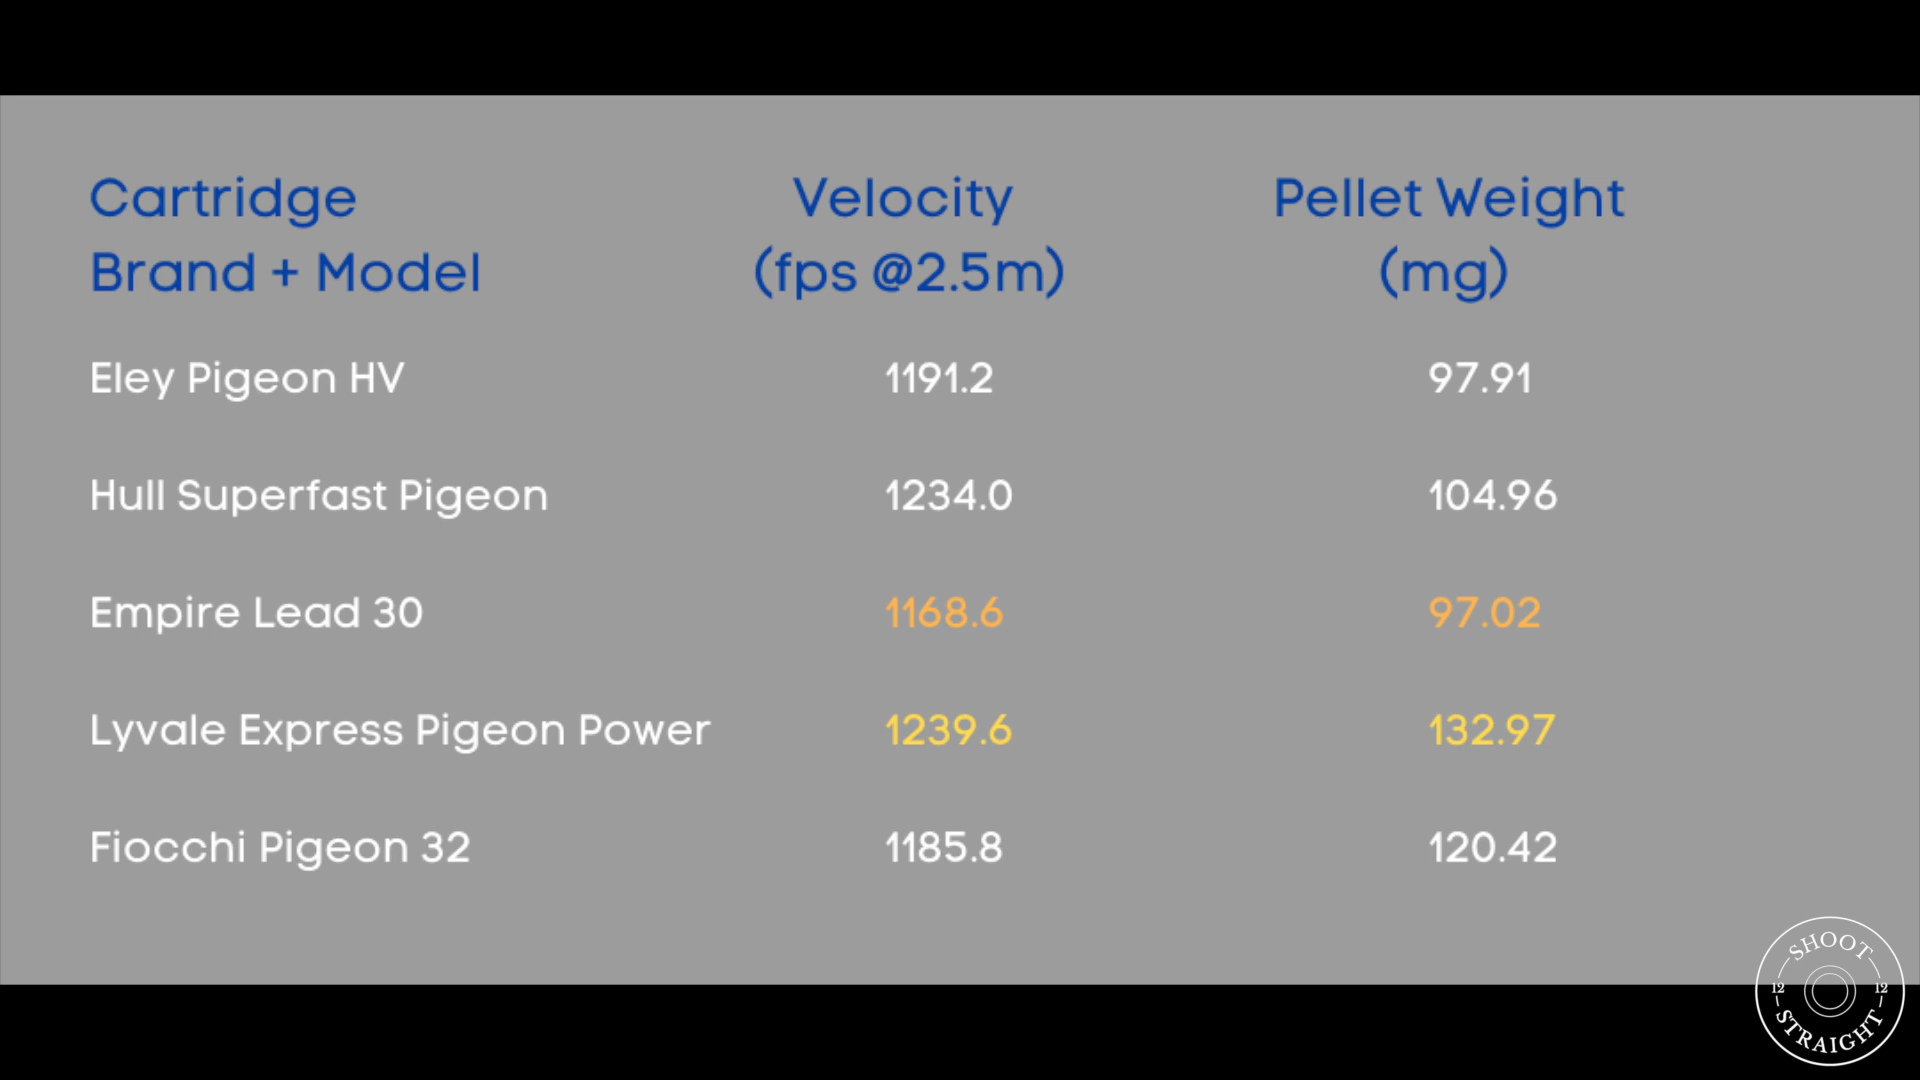 Cartridge Velocity Pellet Weight
Brand + Model (fps @2.5m) (mg)
Eley Pigeon HV 1191.2 97.91
Hull Superfast Pigeon 1234.0 104.96
Empire Lead 30 1168.6 97.02
Lyvale Express Pigeon Power 1239.6 132.97
Fiocchi Pigeon 32 1185.8 120.42
SHOOT
12 12
STRAIGHT